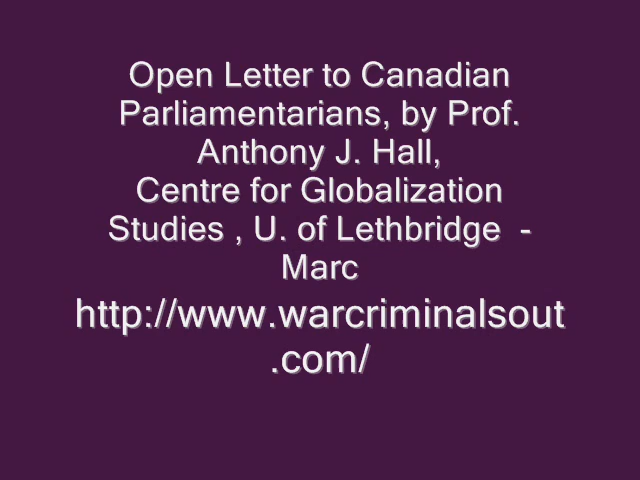 Open Letter to Canadian
Parliamentarians, by Prof.
Anthony J. Hall,
Centre for Globalization
Studies , U. of Lethbridge  -
Marc
http://www.warcriminalsout
.com/